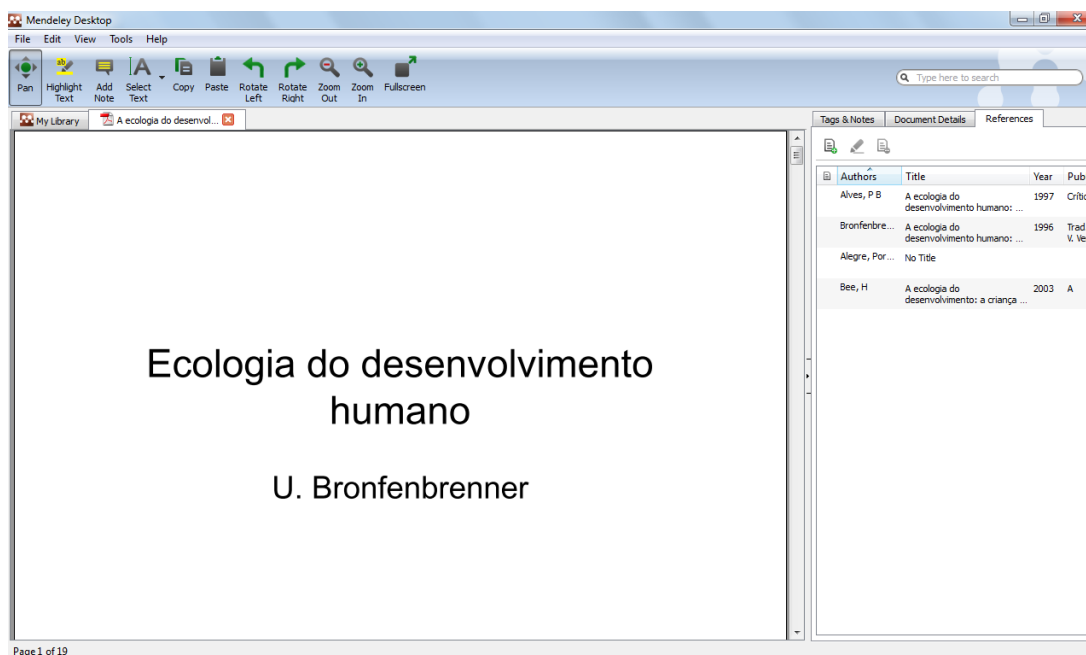 Mendeley Desktop
File Edit View Tools Help
Pan Highlight Text Add Note Select Text Copy Paste Rotate Left Rotate Right Zoom Out Zoom In Fullscreen
Type here to search
My Library A ecologia do desenvol...
Tags & Notes Document Details References
Authors Title Year Pub
Alves, P B A ecologia do desenvolvimento humano: ... 1997 Crític
Bronfenbre... A ecologia do desenvolvimento humano: ... 1996 Trad V. Ve
Alegre, Por... No Title
Bee, H A ecologia do desenvolvimento: a criança ... 2003 A
Ecologia do desenvolvimento
humano
U. Bronfenbrenner
Page 1 of 19